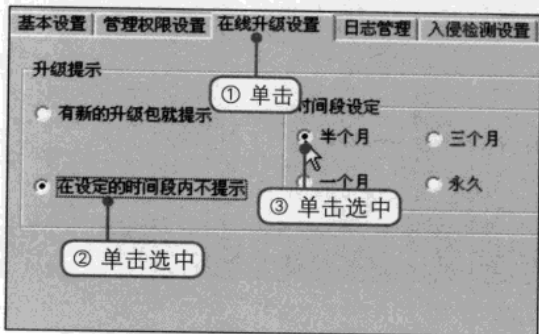 基本设置 管理权限设置 在线升级设置 日志管理 入侵检测设置
升级提示
① 单击
有新的升级包就提示
时间段设定
半个月 三个月
在设定的时间段内不提示
一个月 永久
③ 单击选中
② 单击选中